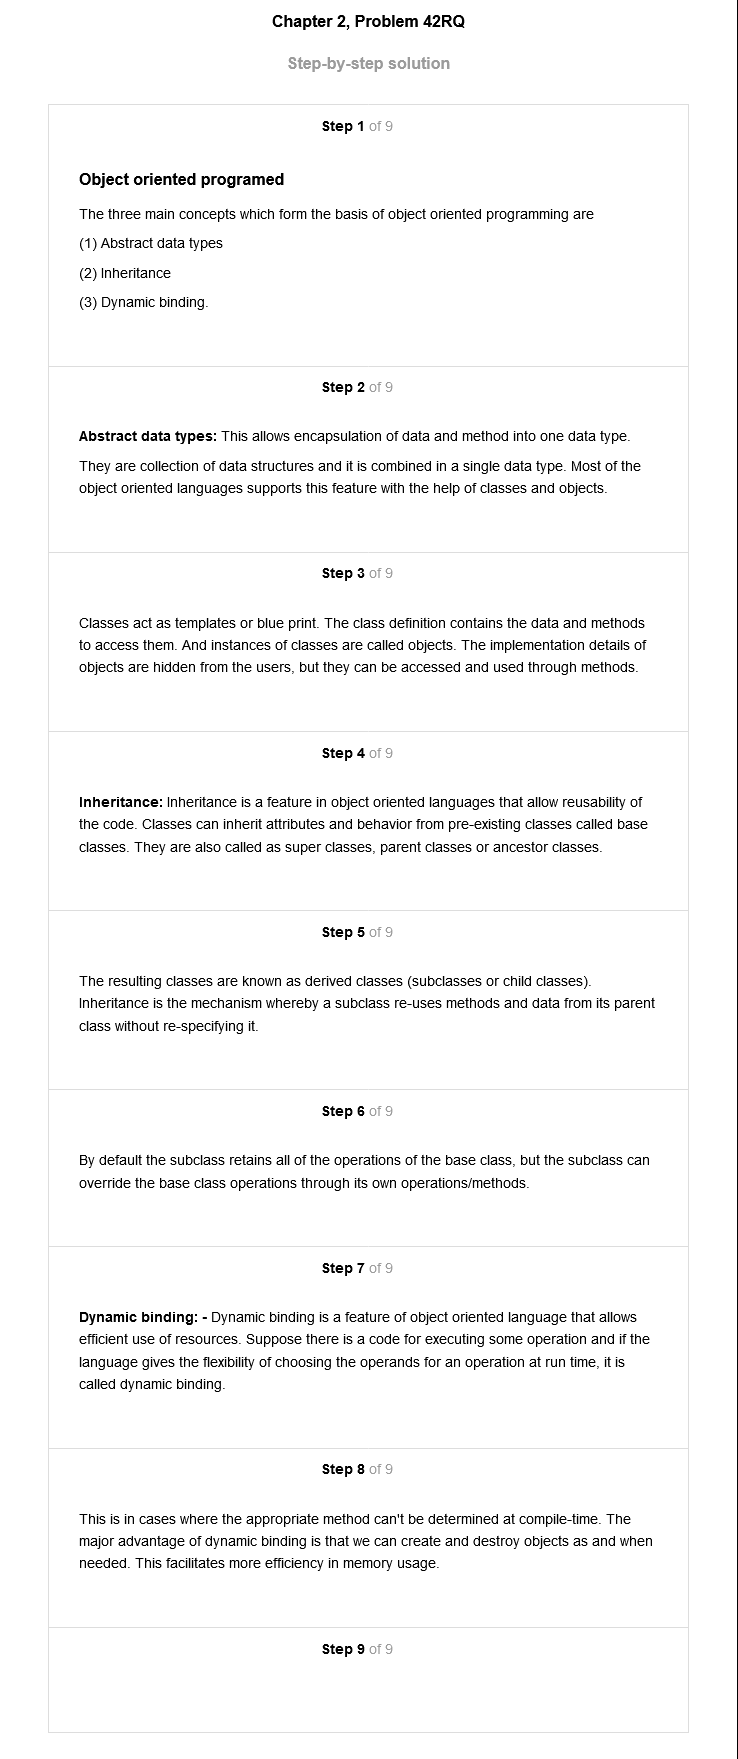 Chapter 2, Problem 42RQ
Step-by-step solution
Step 1 of 9
Object oriented programed
The three main concepts which form the basis of object oriented programming are
(1) Abstract data types
(2) Inheritance
(3) Dynamic binding.
Step 2 of 9
Abstract data types: This allows encapsulation of data and method into one data type.
They are collection of data structures and it is combined in a single data type. Most of the
object oriented languages supports this feature with the help of classes and objects.
Step 3 of 9
Classes act as templates or blue print. The class definition contains the data and methods
to access them. And instances of classes are called objects. The implementation details of
objects are hidden from the users, but they can be accessed and used through methods.
Step 4 of 9
Inheritance: Inheritance is a feature in object oriented languages that allow reusability of
the code. Classes can inherit attributes and behavior from pre-existing classes called base
classes. They are also called as super classes, parent classes or ancestor classes.
Step 5 of 9
The resulting classes are known as derived classes (subclasses or child classes).
Inheritance is the mechanism whereby a subclass re-uses methods and data from its parent
class without re-specifying it.
Step 6 of 9
By default the subclass retains all of the operations of the base class, but the subclass can
override the base class operations through its own operations/methods.
Step 7 of 9
Dynamic binding: - Dynamic binding is a feature of object oriented language that allows
efficient use of resources. Suppose there is a code for executing some operation and if the
language gives the flexibility of choosing the operands for an operation at run time, it is
called dynamic binding.
Step 8 of 9
This is in cases where the appropriate method can't be determined at compile-time. The
major advantage of dynamic binding is that we can create and destroy objects as and when
needed. This facilitates more efficiency in memory usage.
Step 9 of 9